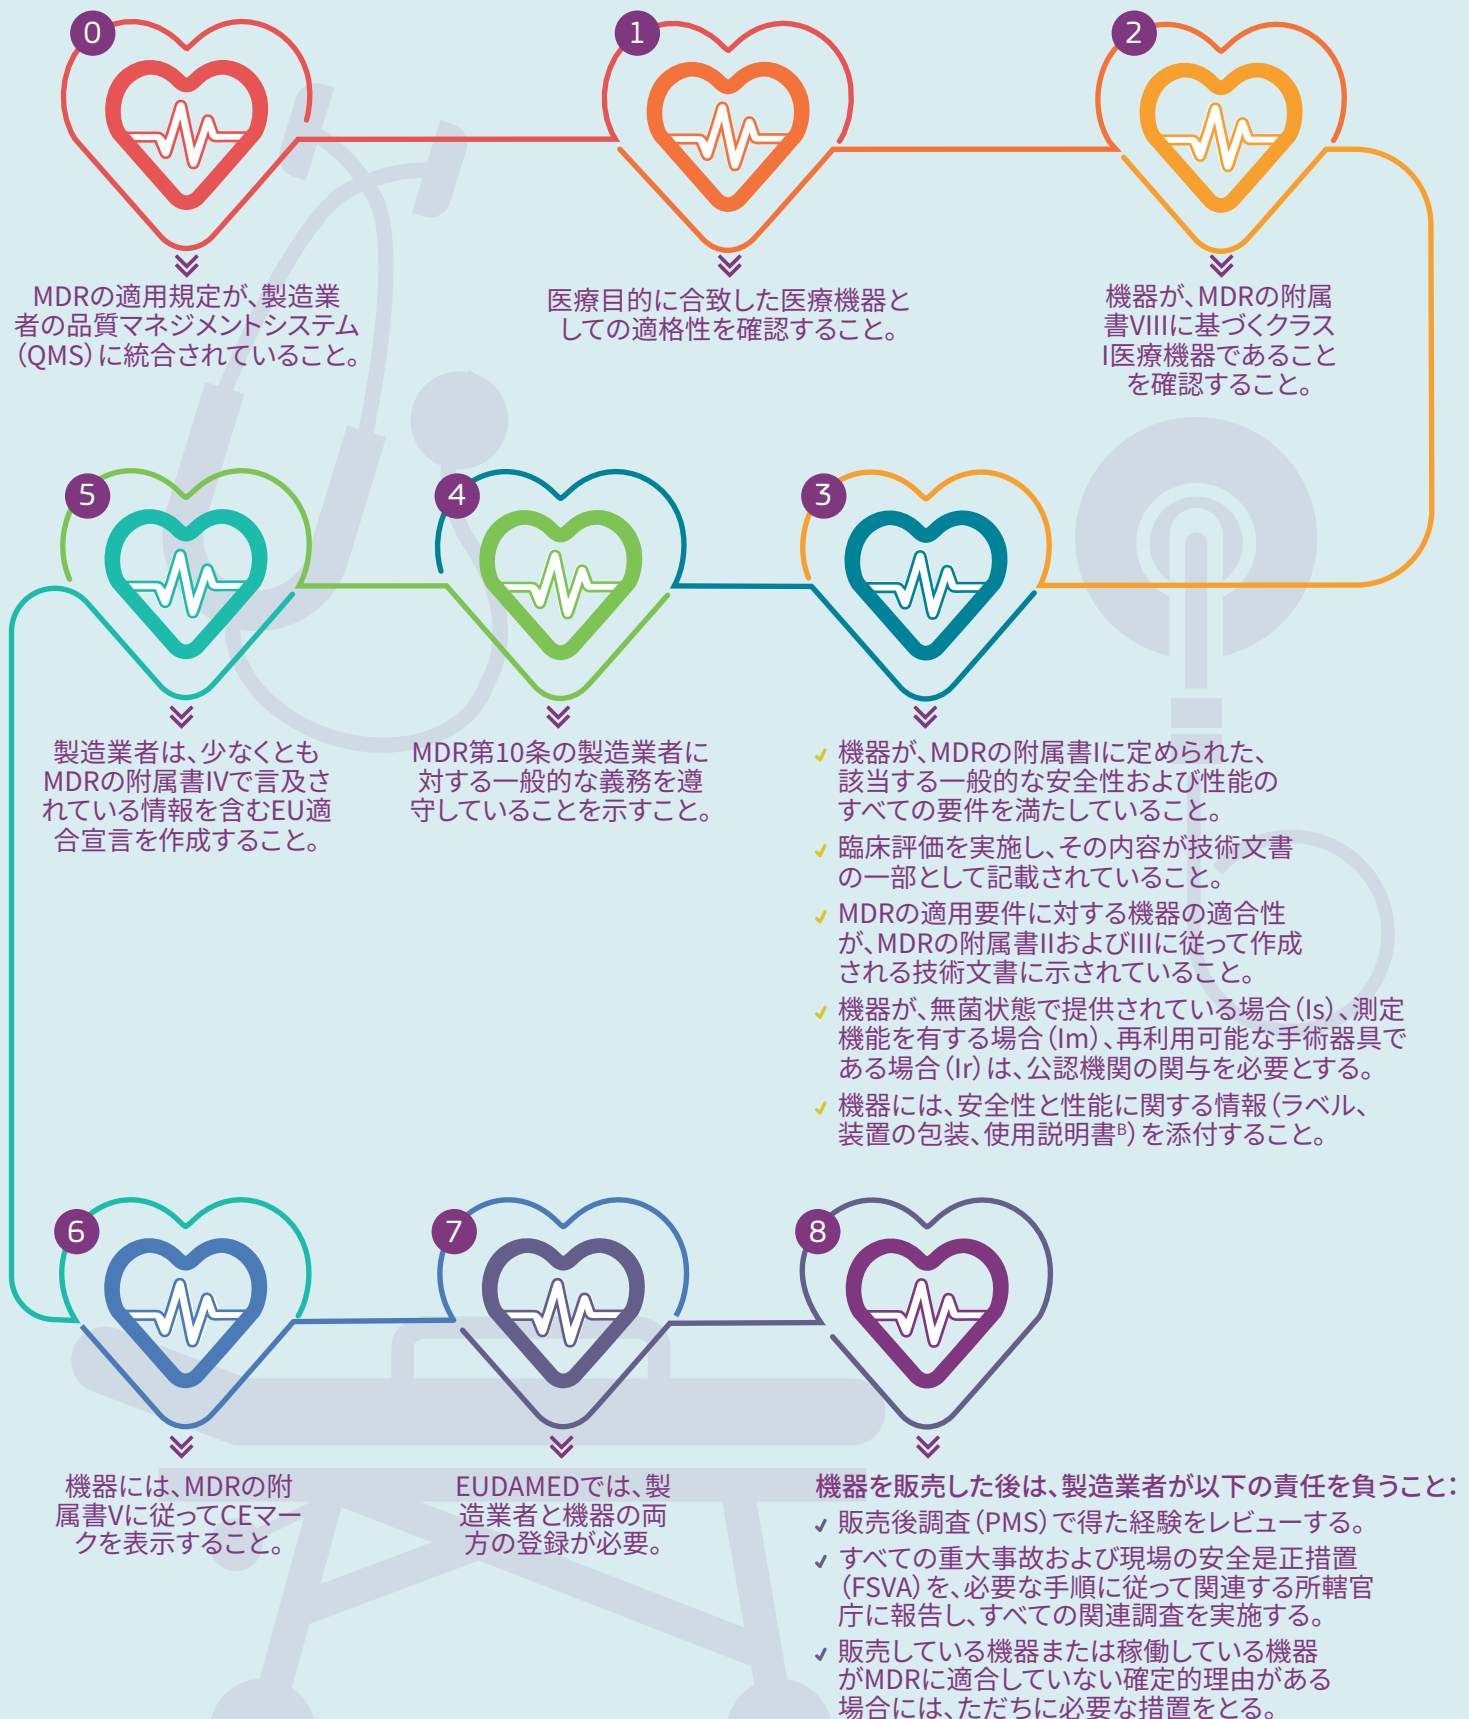 0
MDRの適用規定が、製造業
者の品質マネジメントシステム
（QMS）に統合されていること。
1
医療目的に合致した医療機器と
しての適格性を確認すること。
2
機器が、MDRの附属
書VIIIに基づくクラス
I医療機器であること
を確認すること。
3
機器が、MDRの附属書Iに定められた、
該当する一般的な安全性および性能の
すべての要件を満たしていること。
臨床評価を実施し、その内容が技術文書
の一部として記載されていること。
MDRの適用要件に対する機器の適合性
が、MDRの附属書IIおよびIIIに従って作成
される技術文書に示されていること。
機器が、無菌状態で提供されている場合（Is）、測定
機能を有する場合（Im）、再利用可能な手術器具で
ある場合（Ir）は、公認機関の関与を必要とする。
機器には、安全性と性能に関する情報（ラベル、
装置の包装、使用説明書ᴮ）を添付すること。
4
MDR第10条の製造業者に
対する一般的な義務を遵
守していることを示すこと。
5
製造業者は、少なくとも
MDRの附属書IVで言及さ
れている情報を含むEU適
合宣言を作成すること。
6
機器には、MDRの附
属書Vに従ってCEマー
クを表示すること。
7
EUDAMEDでは、製
造業者と機器の両
方の登録が必要。
8
機器を販売した後は、製造業者が以下の責任を負うこと：
販売後調査（PMS）で得た経験をレビューする。
すべての重大事故および現場の安全是正措置
（FSVA）を、必要な手順に従って関連する所轄官
庁に報告し、すべての関連調査を実施する。
販売している機器または稼働している機器
がMDRに適合していない確定的理由がある
場合には、ただちに必要な措置をとる。